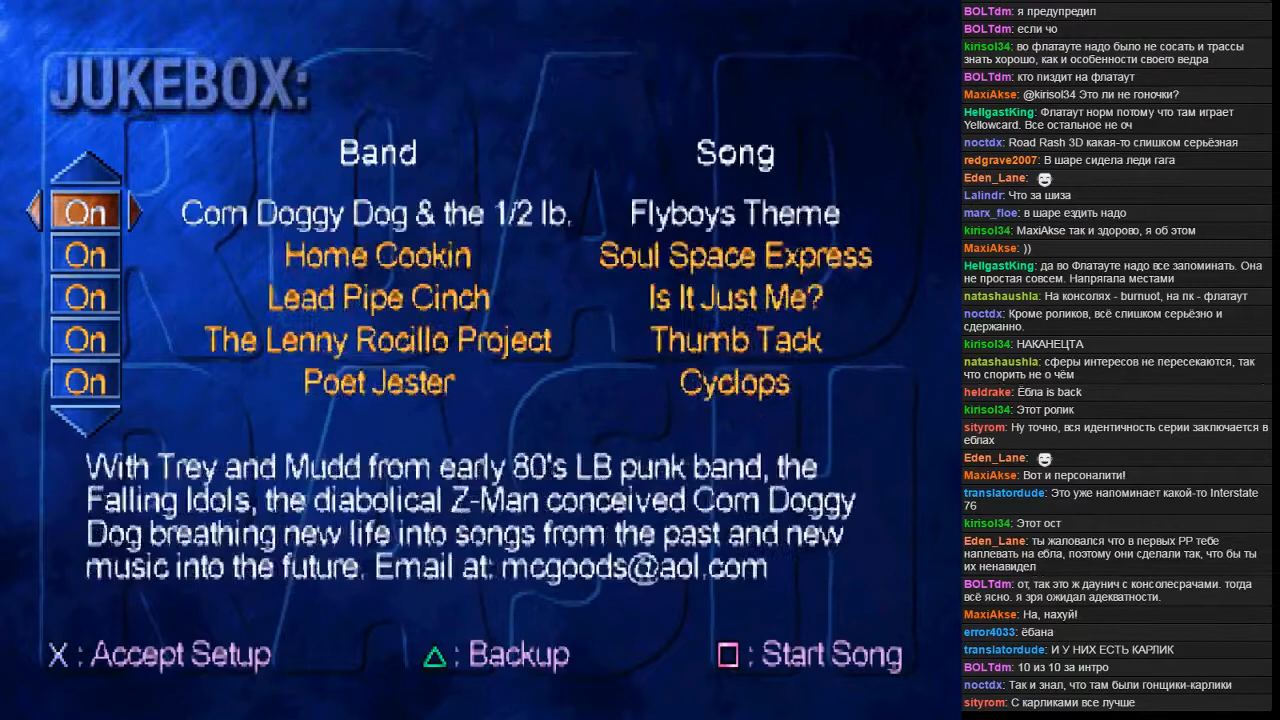 JUKEBOX:
ROAD
RASH
Band Song
On Corn Doggy Dog & the 1/2 lb. Flyboys Theme
On Home Cookin Soul Space Express
On Lead Pipe Cinch Is It Just Me?
On The Lenny Rocillo Project Thumb Tack
On Poet Jester Cyclops
With Trey and Mudd from early 80's LB punk band, the
Falling Idols, the diabolical Z-Man conceived Corn Doggy
Dog breathing new life into songs from the past and new
music into the future. Email at: mcgoods@aol.com
X : Accept Setup
: Backup
: Start Song
BOLTdm: я предупредил
BOLTdm: если чо
kirisol34: во флатауте надо было не сосать и трассы
знать хорошо, как и особенности своего ведра
BOLTdm: кто пиздит на флатаут
MaxiAkse: @kirisol34 Это ли не гоночки?
HellgastKing: Флатаут норм потому что там играет
Yellowcard. Все остальное не оч
noctdx: Road Rash 3D какая-то слишком серьёзная
redgrave2007: В шаре сидела леди гага
Eden_Lane:
Lalindr: Что за шиза
marx_floe: в шаре ездить надо
kirisol34: MaxiAkse так и здорово, я об этом
MaxiAkse: ))
HellgastKing: да во Флатауте надо все запоминать. Она
не простая совсем. Напрягала местами
natashaushla: На консолях - burnuot, на пк - флатаут
noctdx: Кроме роликов, всё слишком серьёзно и
сдержанно.
kirisol34: НАКАНЕЦТА
natashaushla: сферы интересов не пересекаются, так
что спорить не о чём
heldrake: Ёбла is back
kirisol34: Этот ролик
sityrom: Ну точно, вся идентичность серии заключается в
еблах
Eden_Lane:
MaxiAkse: Вот и персоналити!
translatordude: Это уже напоминает какой-то Interstate
76
kirisol34: Этот ост
Eden_Lane: ты жаловался что в первых РР тебе
наплевать на ебла, поэтому они сделали так, что бы ты
их ненавидел
BOLTdm: от, так это ж даунич с консолесрачами. тогда
всё ясно. я зря ожидал адекватности.
MaxiAkse: На, нахуй!
error4033: ёбана
translatordude: И У НИХ ЕСТЬ КАРЛИК
BOLTdm: 10 из 10 за интро
noctdx: Так и знал, что там были гонщики-карлики
sityrom: С карликами все лучше